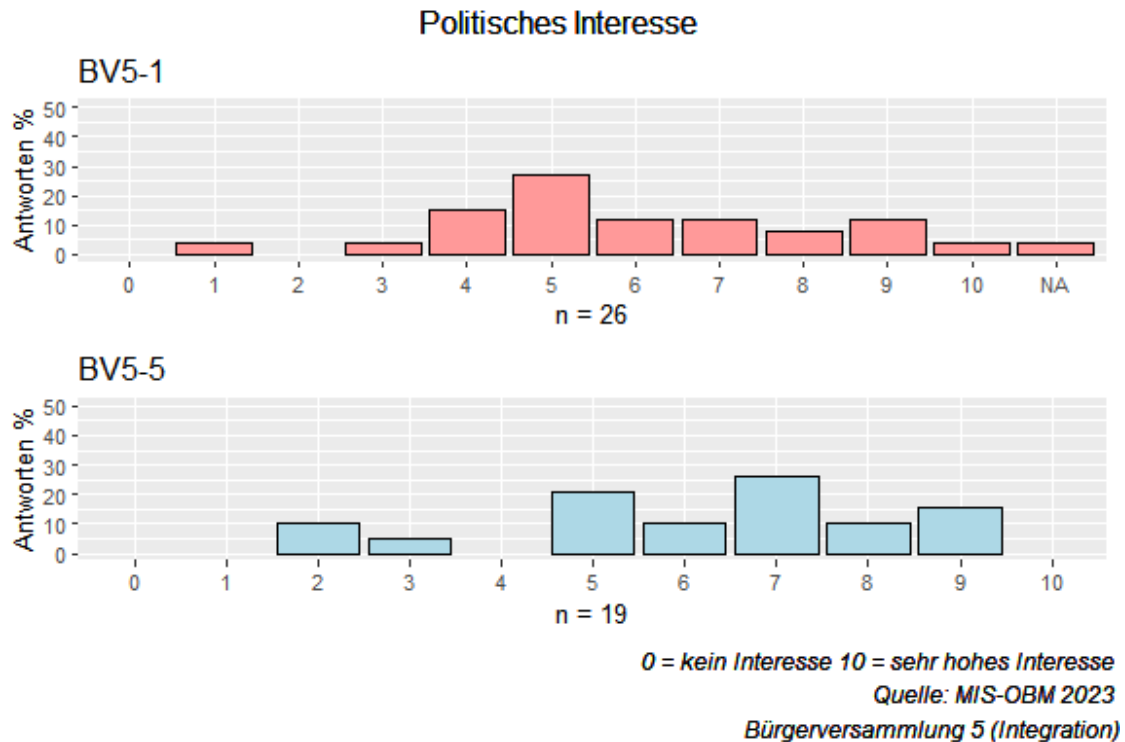 Politisches Interesse
BV5-1
Antworten %
50
40
30
20
10
0
0 1 2 3 4 5 6 7 8 9 10 NA
n = 26
BV5-5
Antworten %
50
40
30
20
10
0
0 1 2 3 4 5 6 7 8 9 10
n = 19
0 = kein Interesse 10 = sehr hohes Interesse
Quelle: MIS-OBM 2023
Bürgerversammlung 5 (Integration)